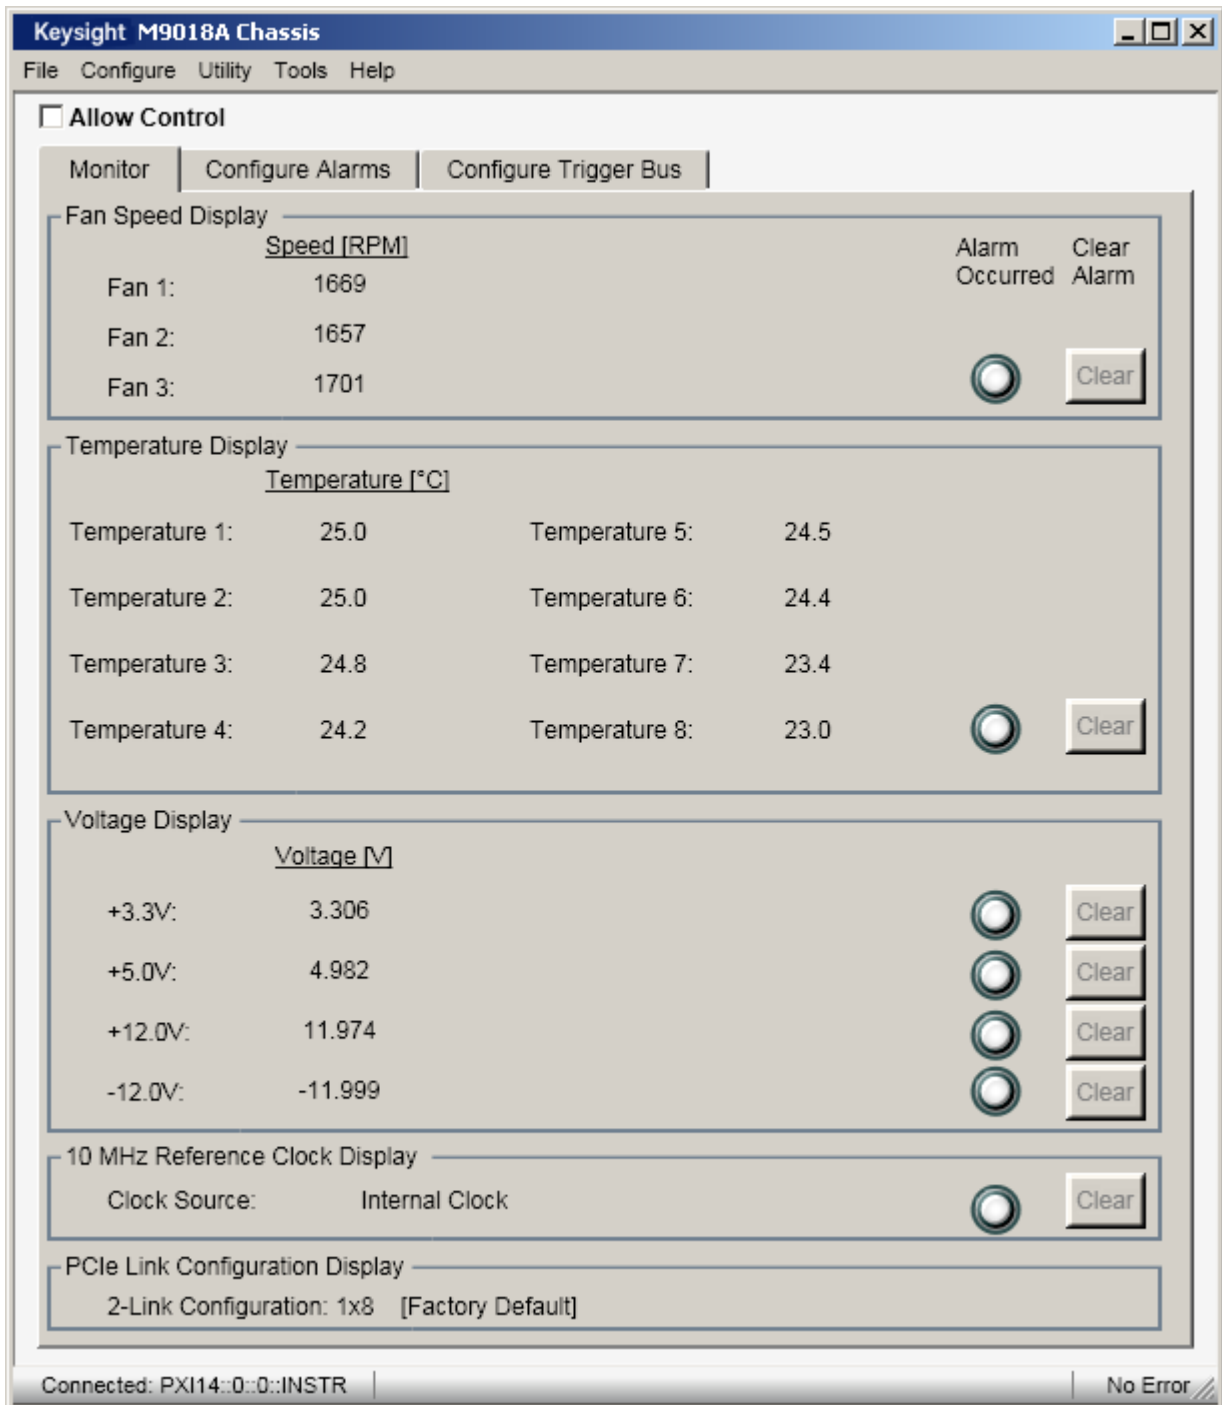 Keysight M9018A Chassis
File Configure Utility Tools Help
Allow Control
Monitor Configure Alarms Configure Trigger Bus
Fan Speed Display
Speed [RPM]
Alarm Occurred Clear Alarm
Fan 1: 1669
Fan 2: 1657
Fan 3: 1701 Clear
Temperature Display
Temperature [°C]
Temperature 1: 25.0 Temperature 5: 24.5
Temperature 2: 25.0 Temperature 6: 24.4
Temperature 3: 24.8 Temperature 7: 23.4
Temperature 4: 24.2 Temperature 8: 23.0 Clear
Voltage Display
Voltage [V]
+3.3V: 3.306 Clear
+5.0V: 4.982 Clear
+12.0V: 11.974 Clear
-12.0V: -11.999 Clear
10 MHz Reference Clock Display
Clock Source: Internal Clock Clear
PCIe Link Configuration Display
2-Link Configuration: 1x8 [Factory Default]
Connected: PXI14::0::0::INSTR No Error